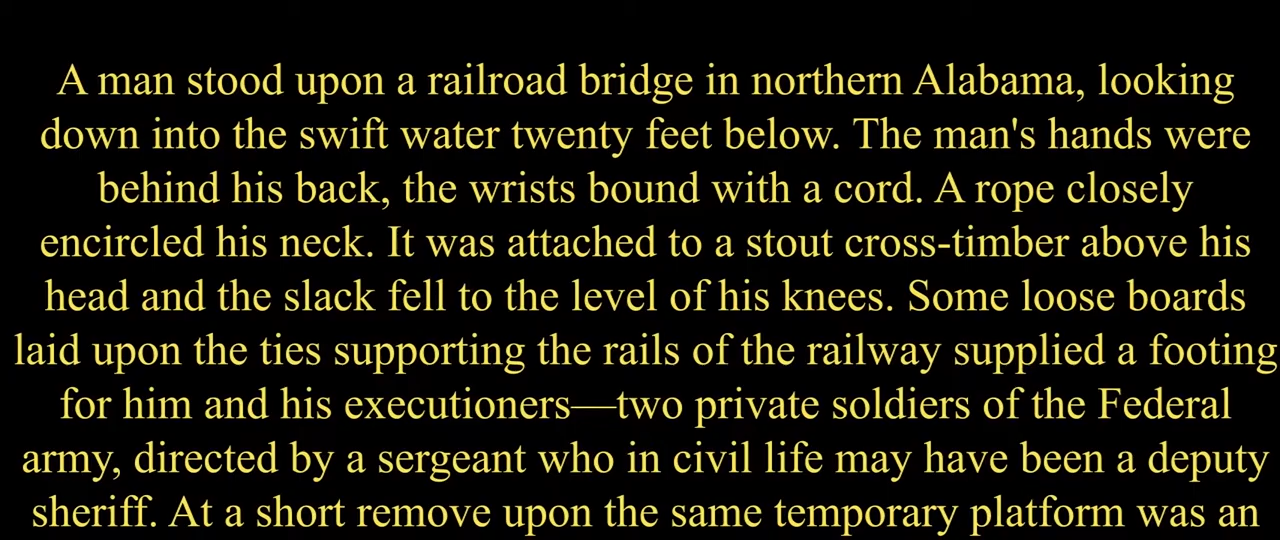 A man stood upon a railroad bridge in northern Alabama, looking
down into the swift water twenty feet below. The man's hands were
behind his back, the wrists bound with a cord. A rope closely
encircled his neck. It was attached to a stout cross-timber above his
head and the slack fell to the level of his knees. Some loose boards
laid upon the ties supporting the rails of the railway supplied a footing
for him and his executioners—two private soldiers of the Federal
army, directed by a sergeant who in civil life may have been a deputy
sheriff. At a short remove upon the same temporary platform was an